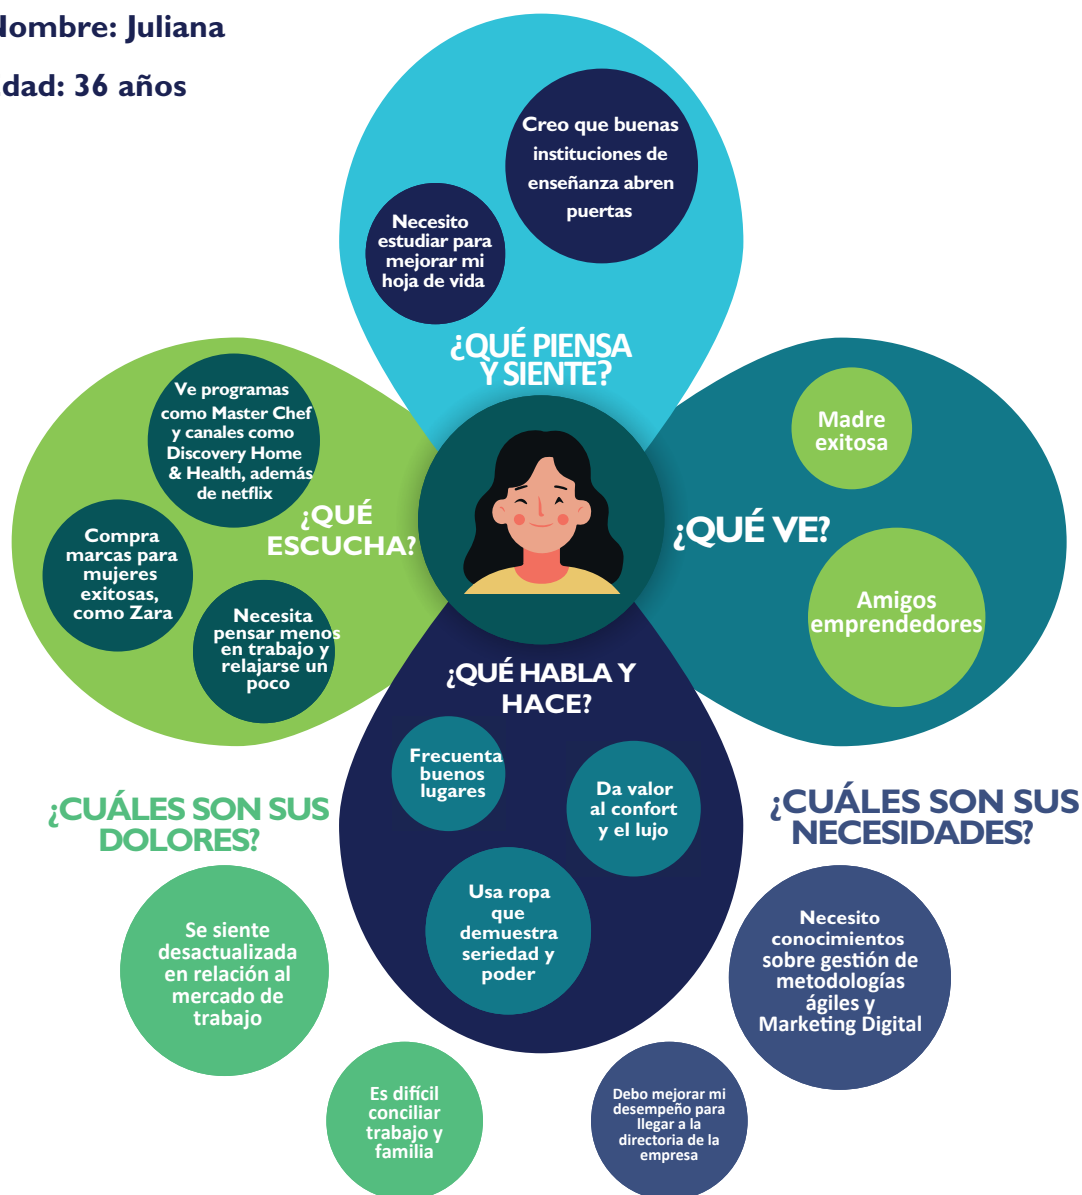 Nombre: Juliana
dad: 36 años
Creo que buenas
instituciones de
enseñanza abren
puertas
Necesito
estudiar para
mejorar mi
hoja de vida
¿QUÉ PIENSA
Y SIENTE?
Ve programas
como Master Chef
y canales como
Discovery Home
& Health, además
de netflix
¿QUÉ
ESCUCHA?
Compra
marcas para
mujeres
exitosas,
como Zara
Necesita
pensar menos
en trabajo y
relajarse un
poco
Madre
exitosa
¿QUÉ VE?
Amigos
emprendedores
¿QUÉ HABLA Y
HACE?
Frecuenta
buenos
lugares
Da valor
al confort
y el lujo
Usa ropa
que
demuestra
seriedad y
poder
¿CUÁLES SON SUS
DOLORES?
Se siente
desactualizada
en relación al
mercado de
trabajo
Es difícil
conciliar
trabajo y
familia
¿CUÁLES SON SUS
NECESIDADES?
Necesito
conocimientos
sobre gestión de
metodologías
ágiles y
Marketing Digital
Debo mejorar mi
desempeño para
llegar a la
directoria de la
empresa